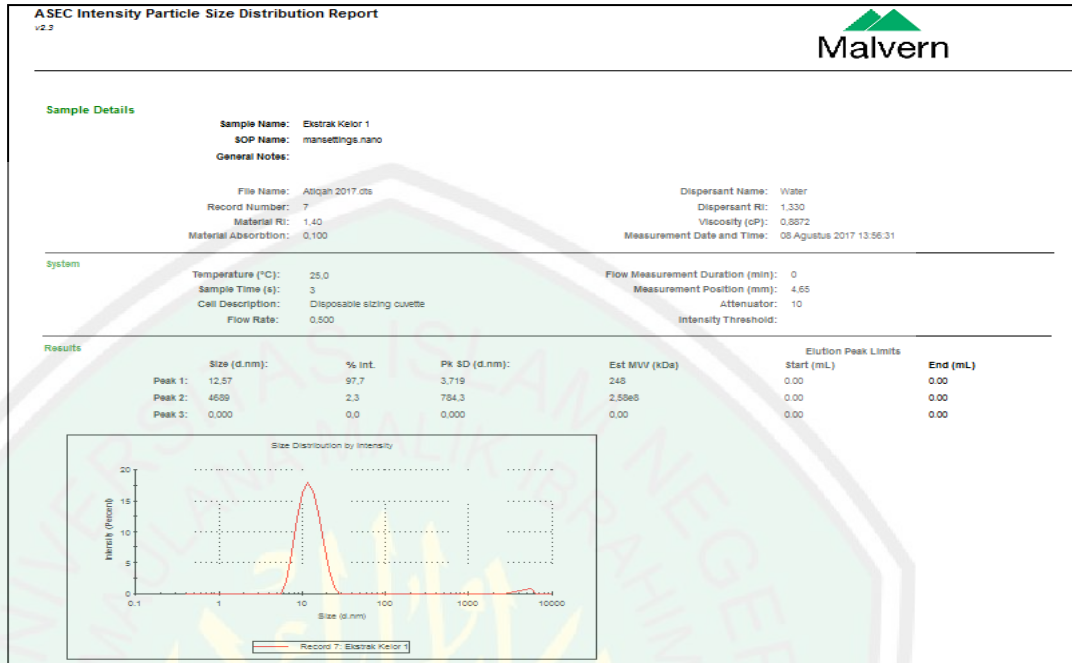 ASEC Intensity Particle Size Distribution Report
v2.3
Malvern
Sample Details
Sample Name: Ekstrak Kelor 1
SOP Name: mansettings.nano
General Notes:
File Name: Atiqah 2017.dts Dispersant Name: Water
Record Number: 7 Dispersant RI: 1,330
Material RI: 1,40 Viscosity (cP): 0,8872
Material Absorbtion: 0,100 Measurement Date and Time: 08 Agustus 2017 13:56:31
System
Temperature (°C): 25,0 Flow Measurement Duration (min): 0
Sample Time (s): 3 Measurement Position (mm): 4,65
Cell Description: Disposable sizing cuvette Attenuator: 10
Flow Rate: 0,500 Intensity Threshold:
Results
Elution Peak Limits
Size (d.nm): % Int. Pk SD (d.nm): Est MW (kDa) Start (mL) End (mL)
Peak 1: 12,57 97,7 3,719 248 0.00 0.00
Peak 2: 4689 2,3 784,3 2,58e8 0.00 0.00
Peak 3: 0,000 0,0 0,000 0,00 0.00 0.00
Size Distribution by Intensity
Intensity (Percent)
20
15
10
5
0
0.1 1 10 100 1000 10000
Size (d.nm)
Record 7: Ekstrak Kelor 1
UNIVERSITAS ISLAM NEGERI
MAULANA MALIK IBRAHIM